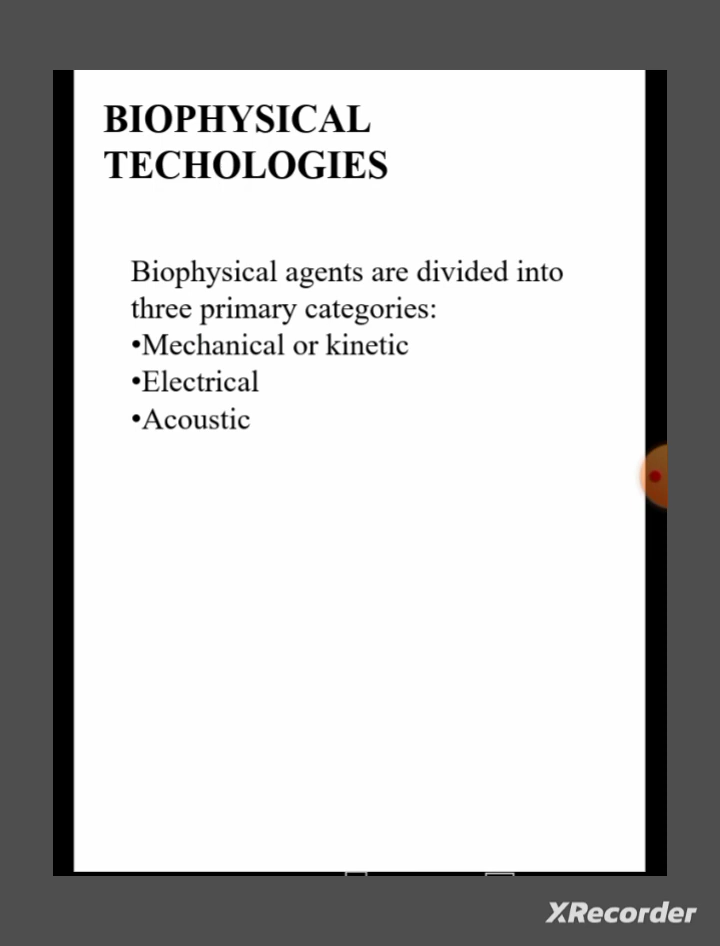 BIOPHYSICAL
TECHOLOGIES
Biophysical agents are divided into
three primary categories:
•Mechanical or kinetic
•Electrical
•Acoustic
XRecorder